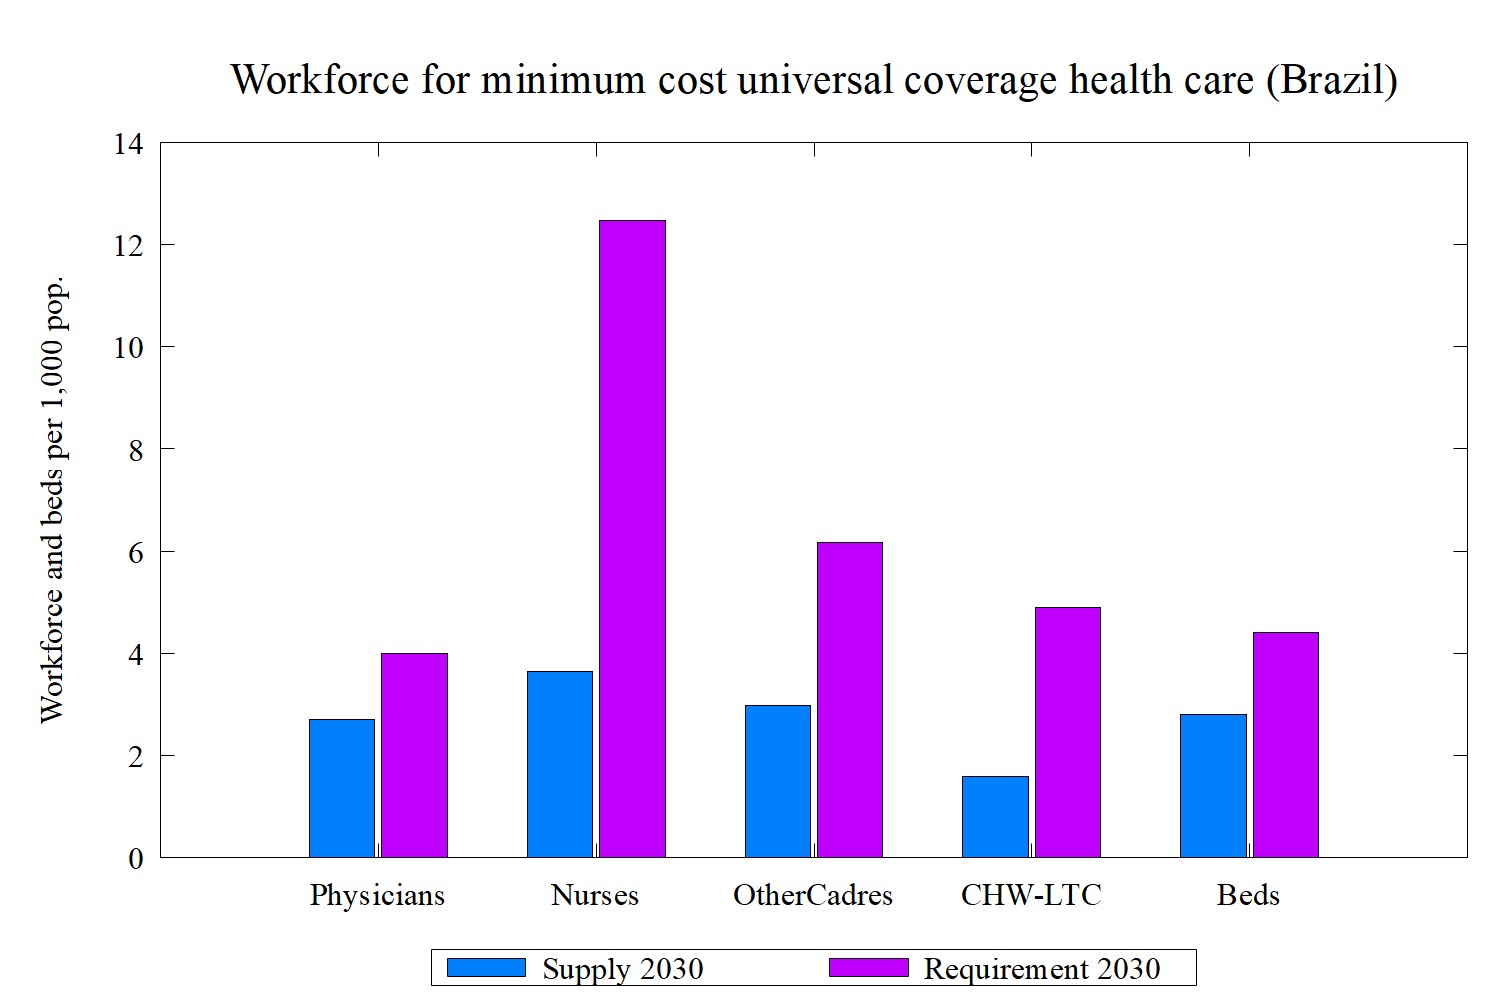 Workforce for minimum cost universal coverage health care (Brazil)
Workforce and beds per 1,000 pop.
14
12
10
8
6
4
2
0
Physicians Nurses OtherCadres CHW-LTC Beds
Supply 2030 Requirement 2030